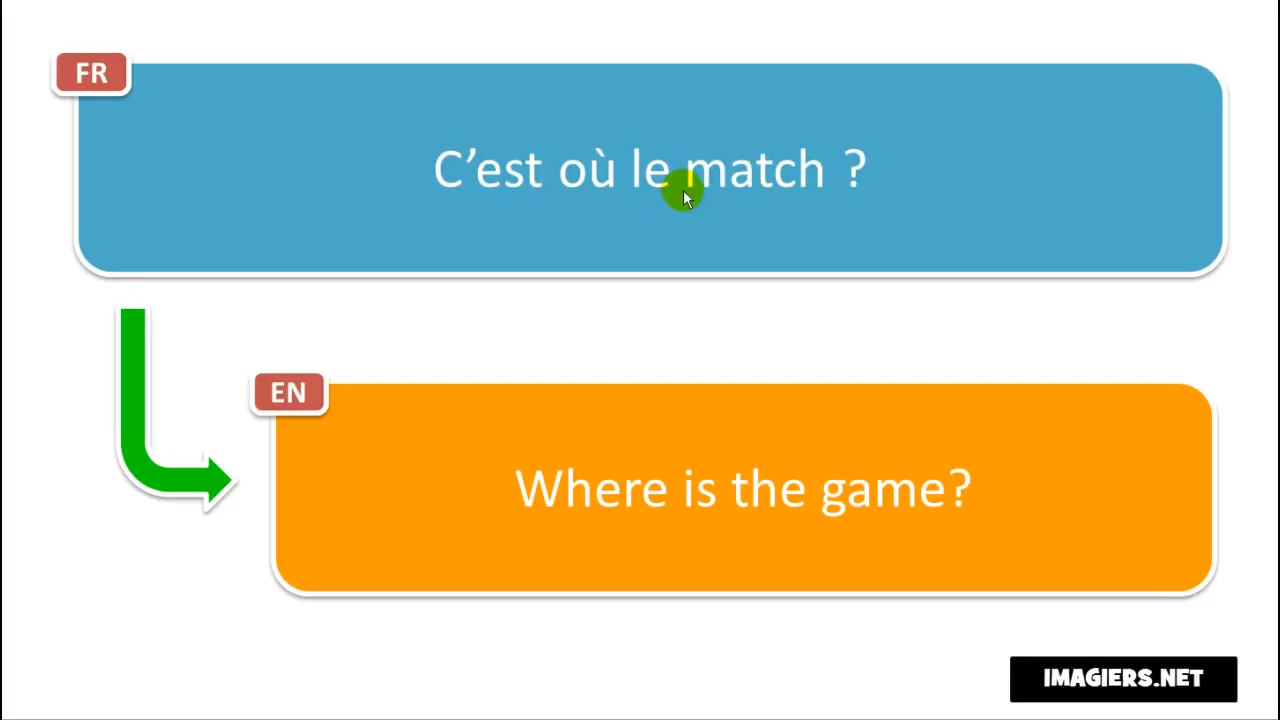 FR
C’est où le match ?
EN
Where is the game?
IMAGIERS.NET